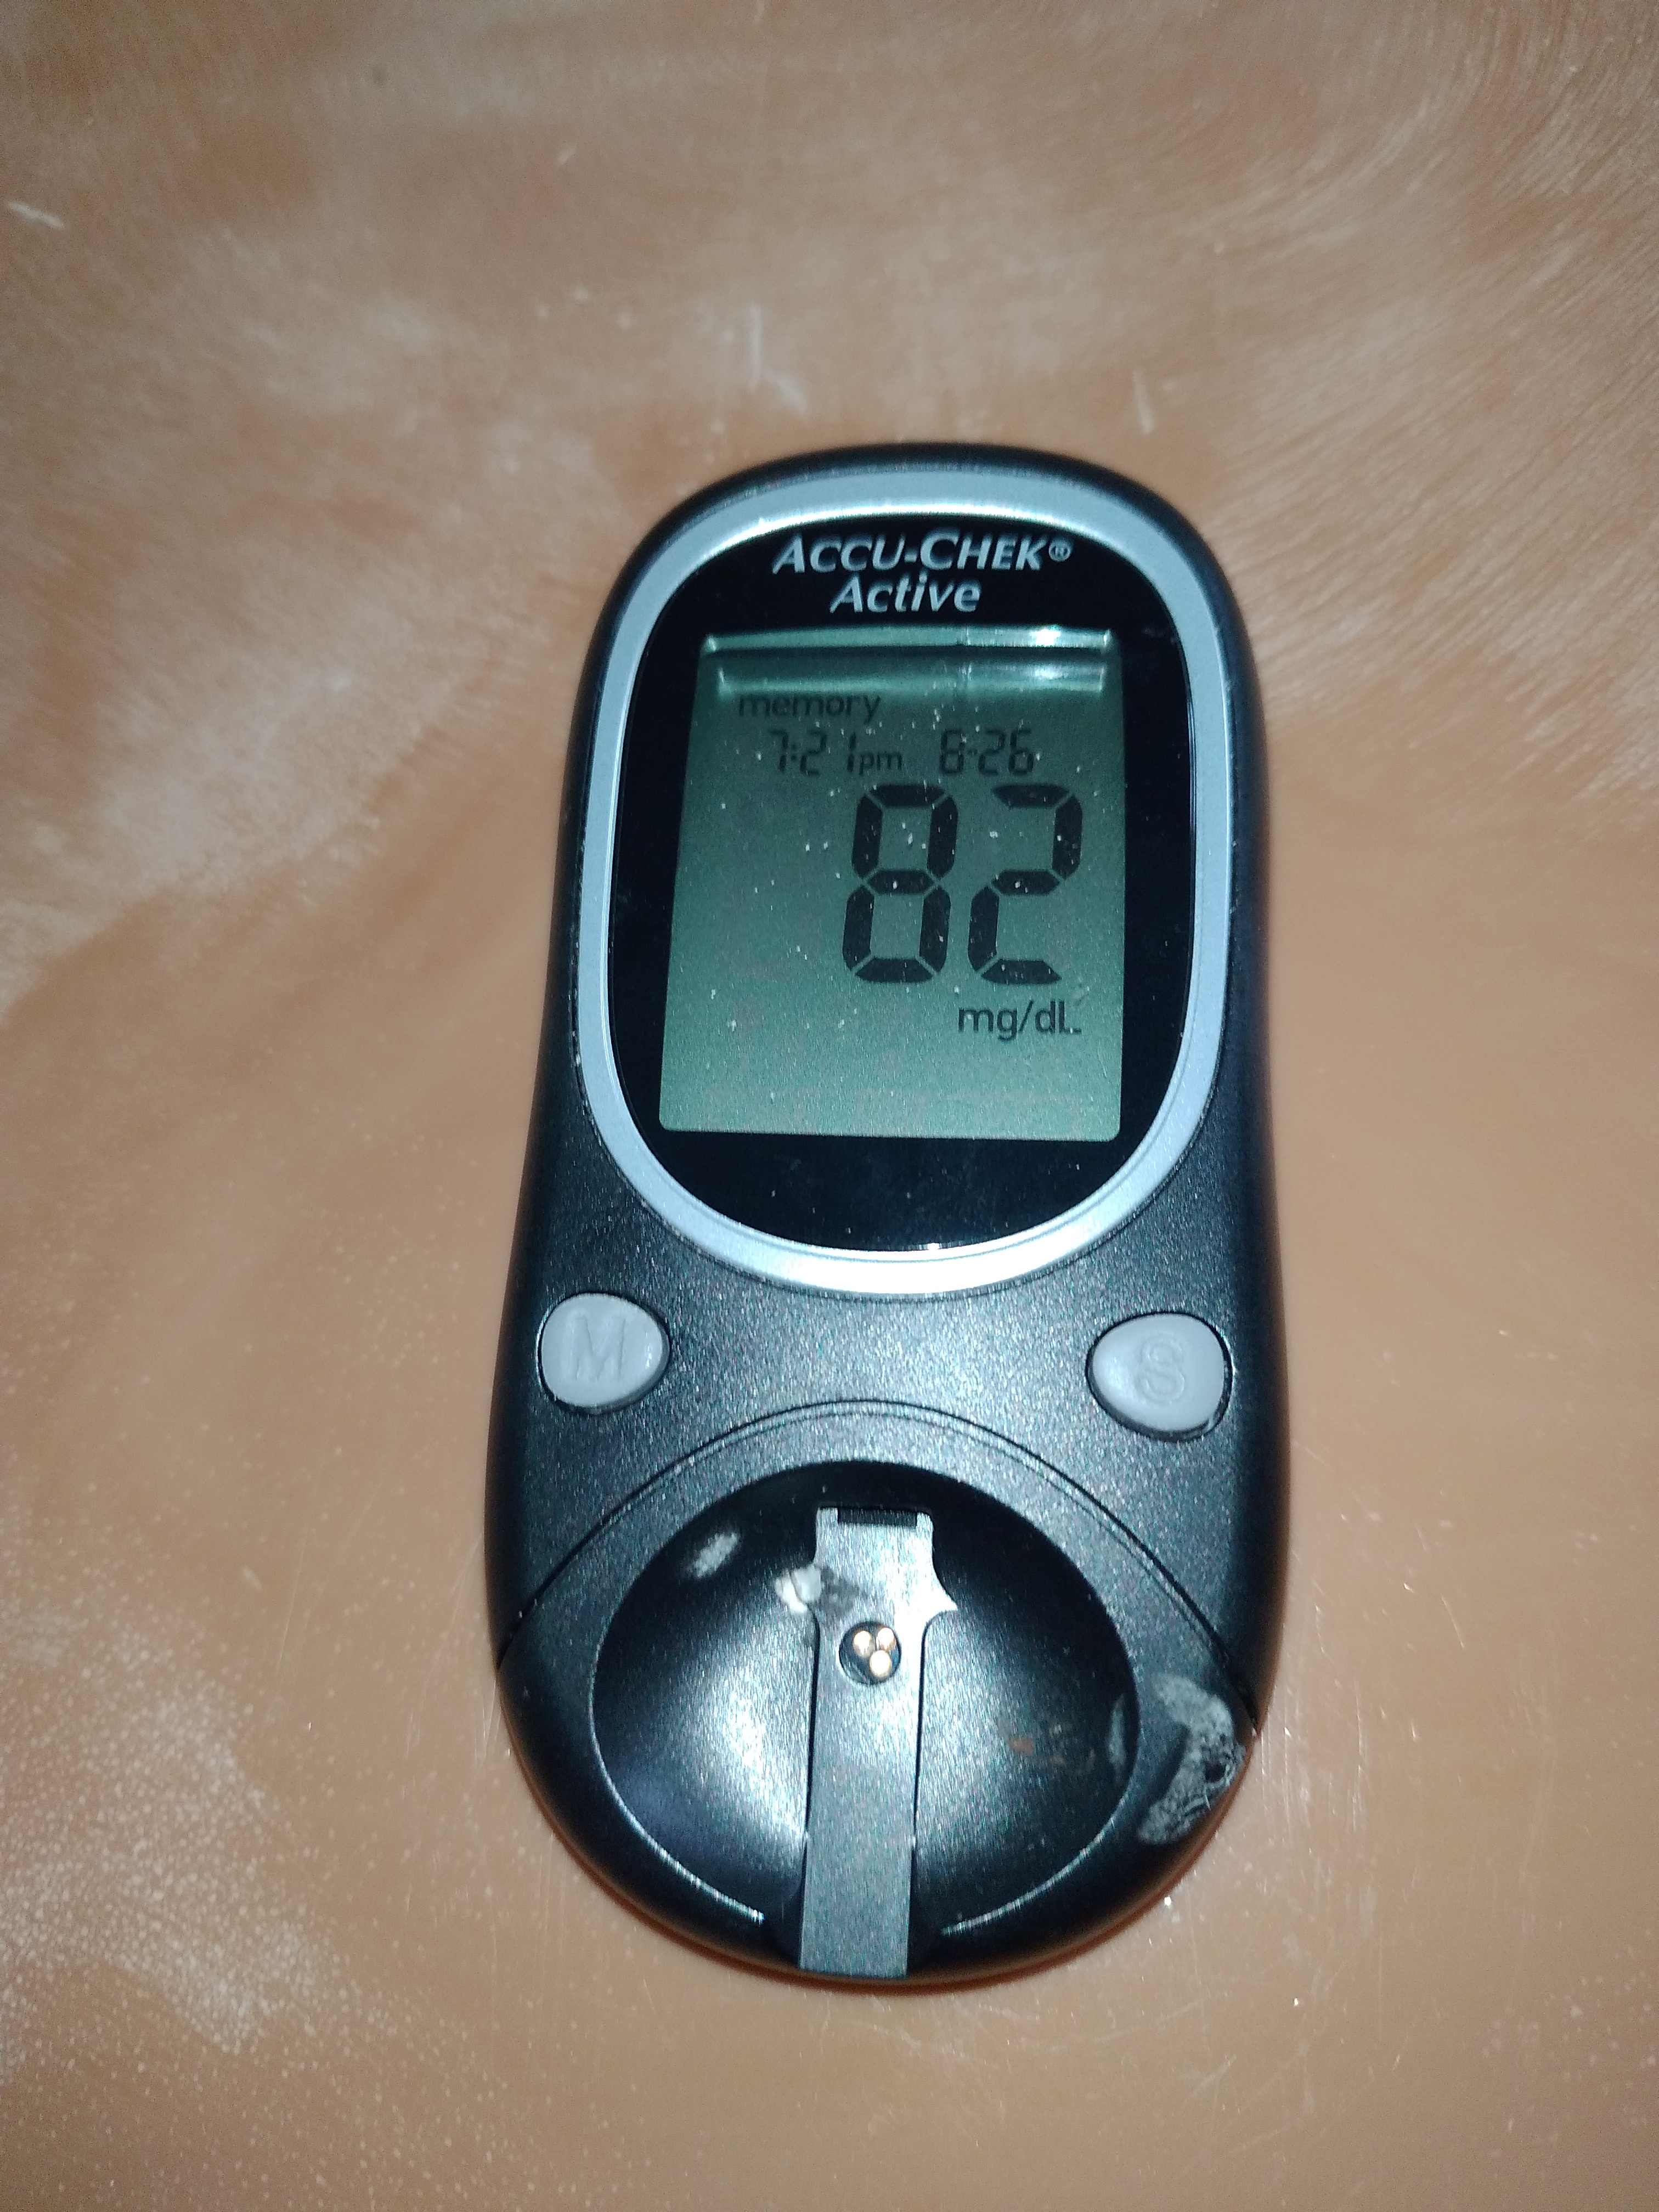 ACCU-CHEK®
Active
memory
7:21pm 8-26
82
mg/dL
M
S